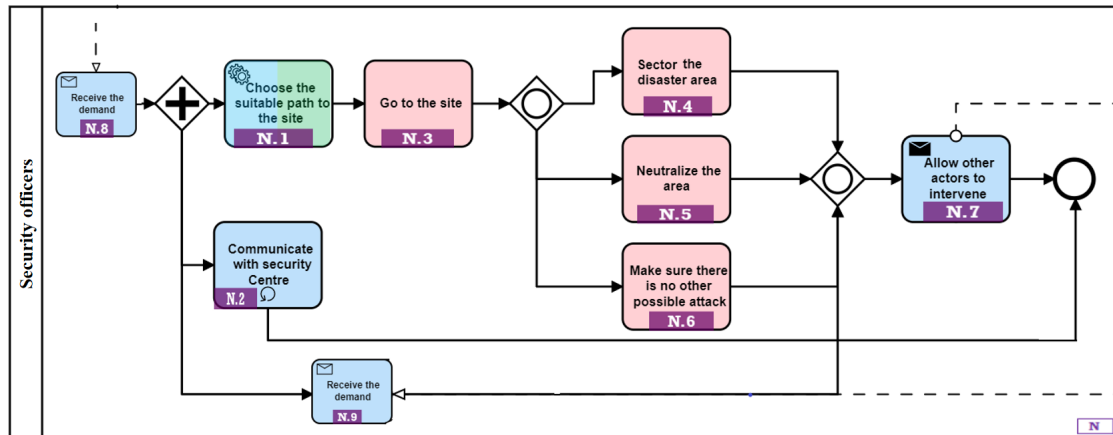 Security officers
Receive the
demand
N.8
Choose the
suitable path to
the site
N.1
Go to the site
N.3
Sector the
disaster area
N.4
Neutralize the
area
N.5
Make sure there
is no other
possible attack
N.6
Allow other
actors to
intervene
N.7
Communicate
with security
Centre
N.2
Receive the
demand
N.9
N